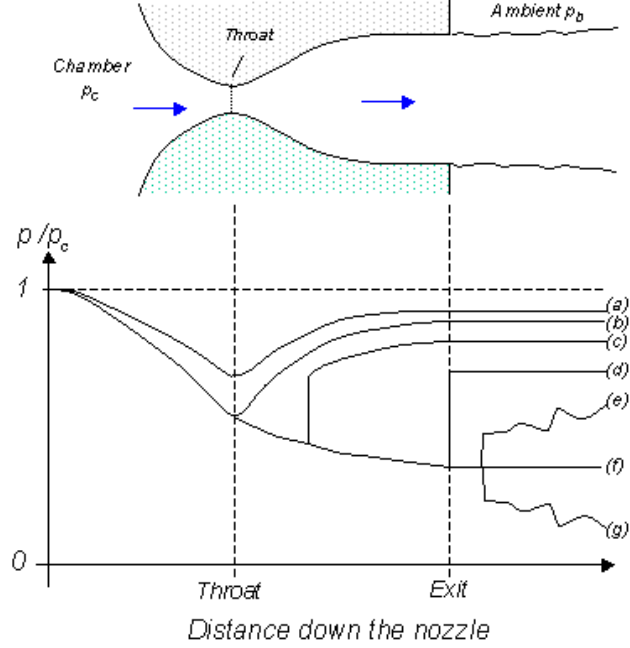 Ambient p_b
Throat
Chamber
p_c
p/p_c
1
(a)
(b)
(c)
(d)
(e)
(f)
(g)
0
Throat
Exit
Distance down the nozzle